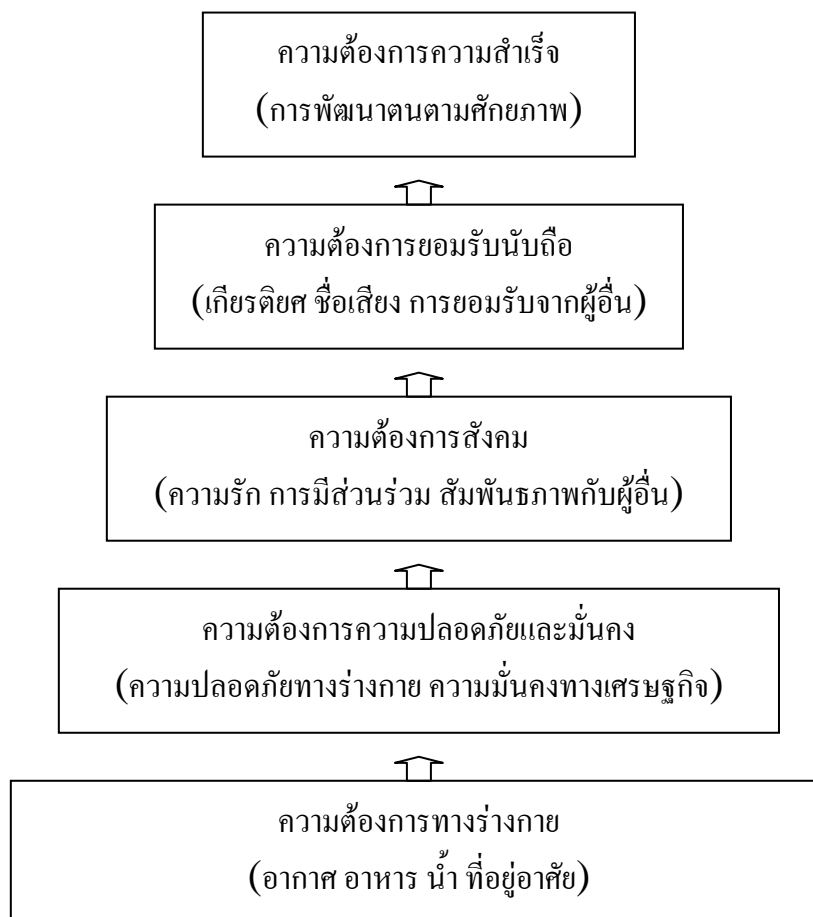 ความต้องการความสำเร็จ
(การพัฒนาตนตามศักยภาพ)
ความต้องการยอมรับนับถือ
(เกียรติยศ ชื่อเสียง การยอมรับจากผู้อื่น)
ความต้องการสังคม
(ความรัก การมีส่วนร่วม สัมพันธภาพกับผู้อื่น)
ความต้องการความปลอดภัยและมั่นคง
(ความปลอดภัยทางร่างกาย ความมั่นคงทางเศรษฐกิจ)
ความต้องการทางร่างกาย
(อากาศ อาหาร น้ำ ที่อยู่อาศัย)